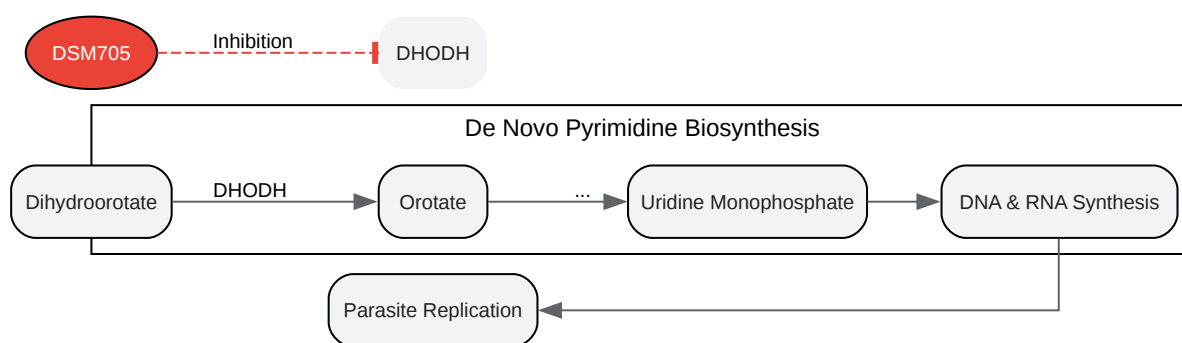 DSM705
Inhibition
DHODH
De Novo Pyrimidine Biosynthesis
Dihydroorotate
DHODH
Orotate
...
Uridine Monophosphate
DNA & RNA Synthesis
Parasite Replication